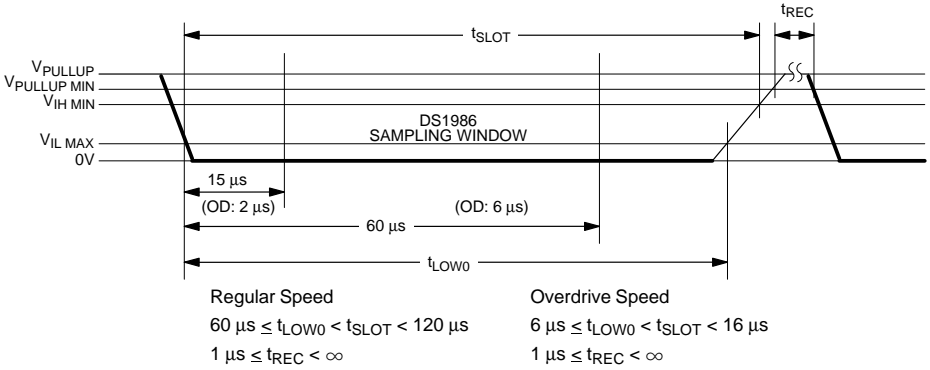 tREC
tSLOT
VPULLUP
VPULLUP MIN
VIH MIN
DS1986
SAMPLING WINDOW
VIL MAX
0V
15 µs
(OD: 2 µs)
(OD: 6 µs)
60 µs
tLOW0
Regular Speed
Overdrive Speed
60 µs ≤ tLOW0 < tSLOT < 120 µs
6 µs ≤ tLOW0 < tSLOT < 16 µs
1 µs ≤ tREC < ∞
1 µs ≤ tREC < ∞